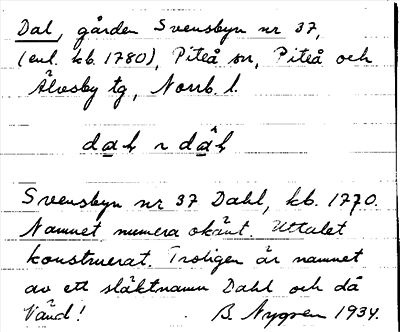 Dal, gården Svensbyn nr 37,
(enl. kb. 1780), Piteå sn, Piteå och
Älvsby tg, Norrb. l.
dal n däl
Svensbyn nr 37 Dahl, kb. 1770.
Namnet numera okänt. Uttalet
konstruerat. Troligen är namnet
av ett släktnamn Dahl och då
Vänd! B. Nygren 1934.